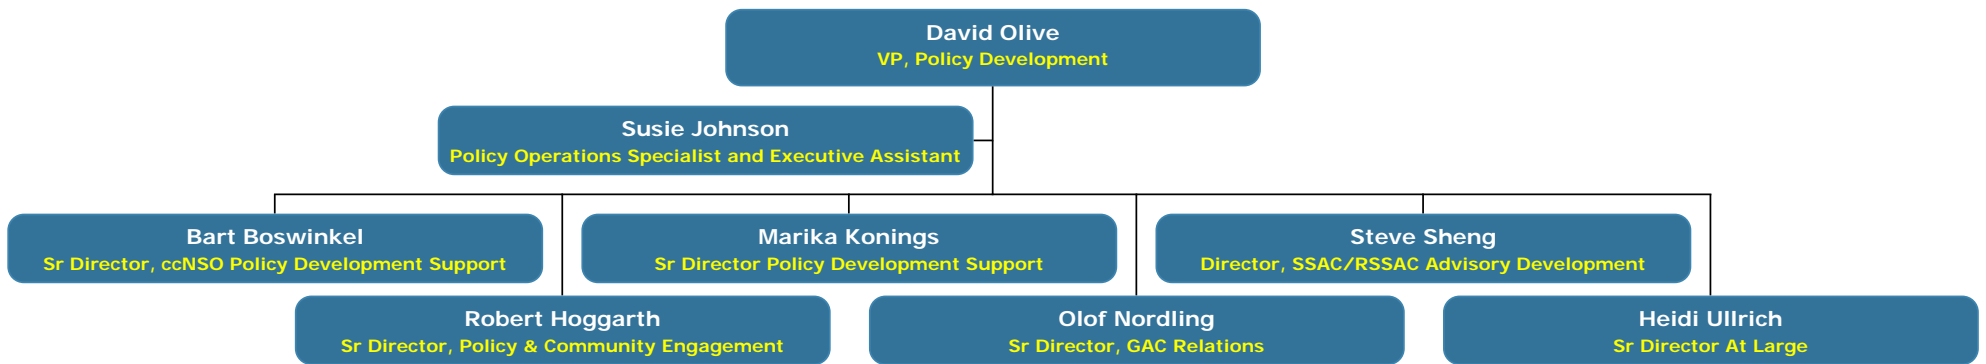 David Olive
VP, Policy Development
Susie Johnson
Policy Operations Specialist and Executive Assistant
Bart Boswinkel
Sr Director, ccNSO Policy Development Support
Marika Konings
Sr Director Policy Development Support
Steve Sheng
Director, SSAC/RSSAC Advisory Development
Robert Hoggarth
Sr Director, Policy & Community Engagement
Olof Nordling
Sr Director, GAC Relations
Heidi Ullrich
Sr Director At Large